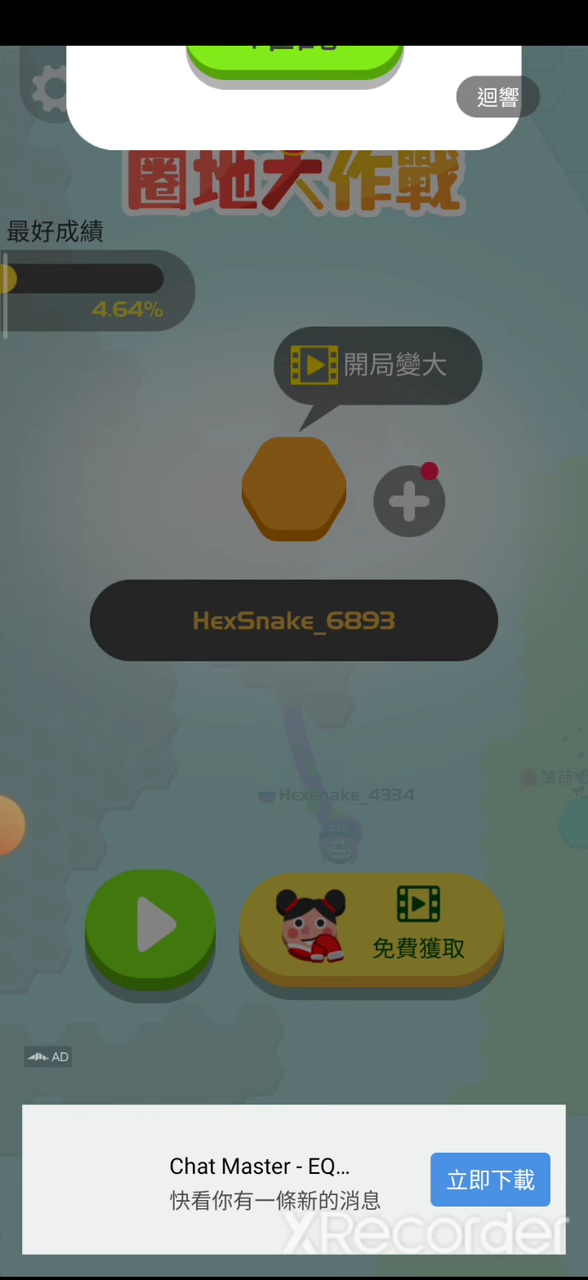 迴響
圈地大作戰
最好成績
4.64%
開局變大
HexSnake_6893
Hexsnake_4334
薄荷
免費獲取
AD
Chat Master - EQ...
立即下載
快看你有一條新的消息
XRecorder